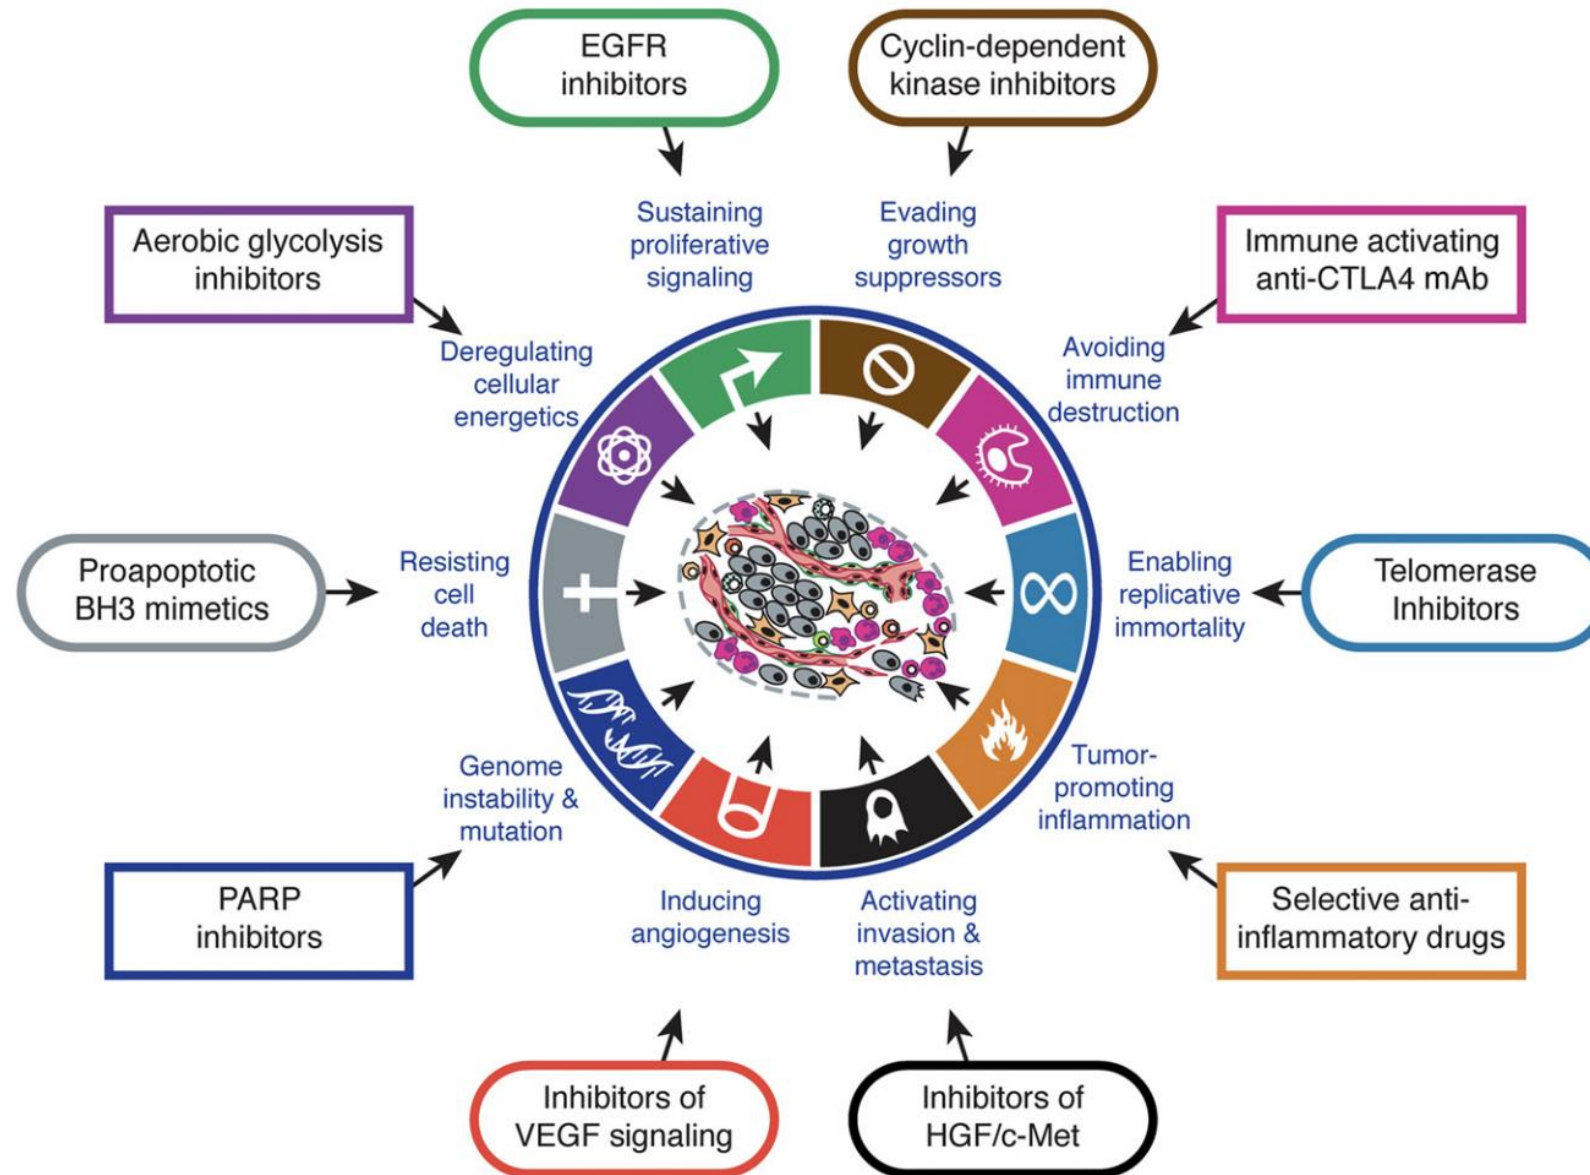 EGFR
inhibitors
Cyclin-dependent
kinase inhibitors
Aerobic glycolysis
inhibitors
Sustaining
proliferative
signaling
Evading
growth
suppressors
Immune activating
anti-CTLA4 mAb
Deregulating
cellular
energetics
Avoiding
immune
destruction
Proapoptotic
BH3 mimetics
Resisting
cell
death
Enabling
replicative
immortality
Telomerase
Inhibitors
Genome
instability &
mutation
Tumor-
promoting
inflammation
PARP
inhibitors
Inducing
angiogenesis
Activating
invasion &
metastasis
Selective anti-
inflammatory drugs
Inhibitors of
VEGF signaling
Inhibitors of
HGF/c-Met